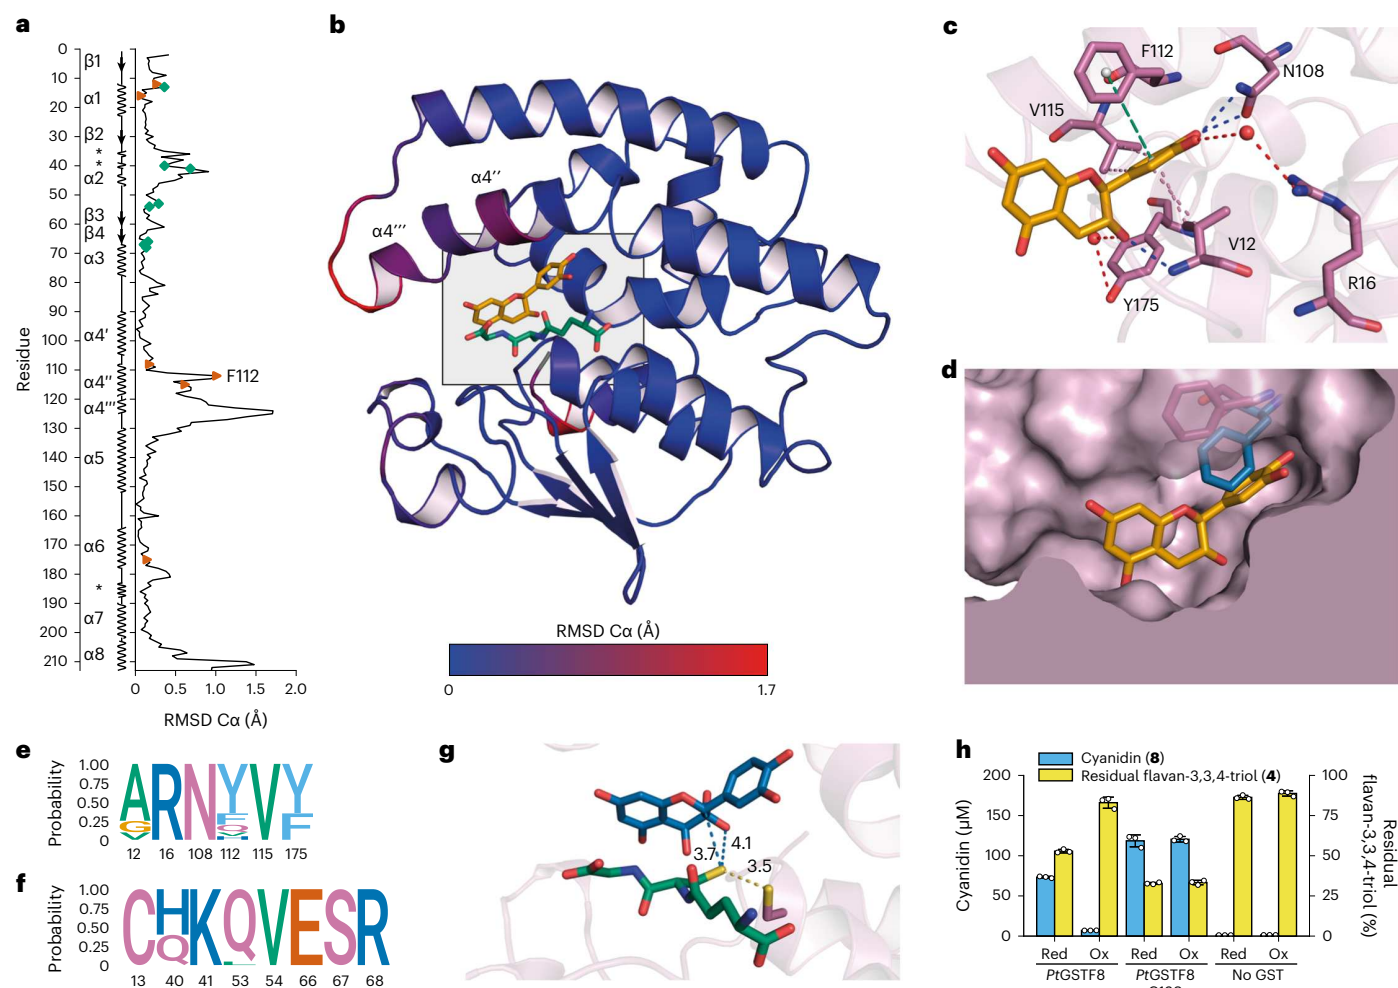 a
0
10
20
30
40
50
60
70
80
90
100
110
120
130
140
150
160
170
180
190
200
210
Residue
β1
α1
β2
*
*
α2
β3
β4
α3
α4′
α4″
α4‴
α5
α6
*
α7
α8
F112
0 0.5 1.0 1.5 2.0
RMSD Cα (Å)
b
α4″
α4‴
RMSD Cα (Å)
0 1.7
c
F112
N108
V115
V12
Y175
R16
d
e
Probability
1.00
0.75
0.50
0.25
0
A R N Y V Y
G E F
V Q
12 16 108 112 115 175
f
Probability
1.00
0.75
0.50
0.25
0
C H K Q V E S R
Q
13 40 41 53 54 66 67 68
g
3.7
4.1
3.5
h
Cyanidin (8)
Residual flavan-3,3,4-triol (4)
200
150
100
50
0
Cyanidin (µM)
100
75
50
25
0
Residual
flavan-3,3,4-triol (%)
Red Ox Red Ox Red Ox
PtGSTF8 PtGSTF8 No GST